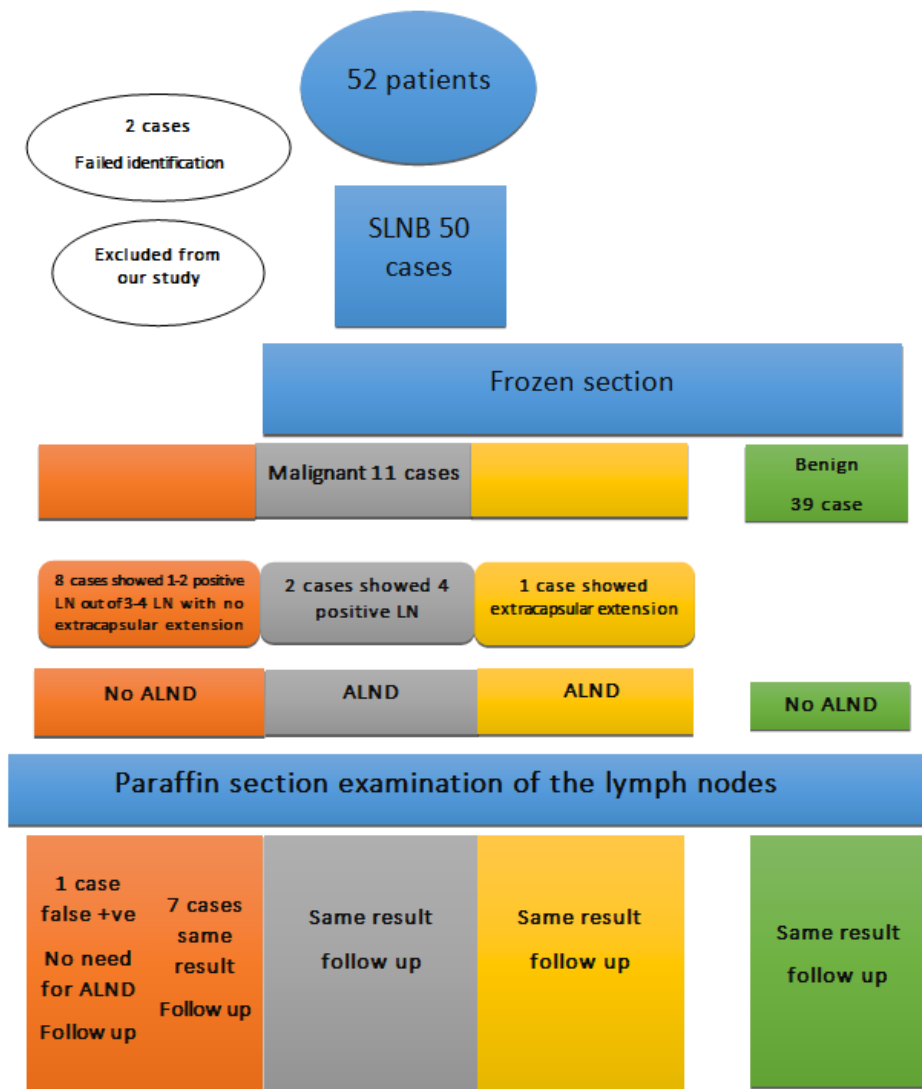 52 patients
2 cases
Failed identification
SLNB 50
cases
Excluded from
our study
Frozen section
Malignant 11 cases
Benign
39 case
8 cases showed 1-2 positive
LN out of 3-4 LN with no
extracapsular extension
2 cases showed 4
positive LN
1 case showed
extracapsular extension
No ALND
ALND
ALND
No ALND
Paraffin section examination of the lymph nodes
1 case
false +ve
No need
for ALND
Follow up
7 cases
same
result
Follow up
Same result
follow up
Same result
follow up
Same result
follow up